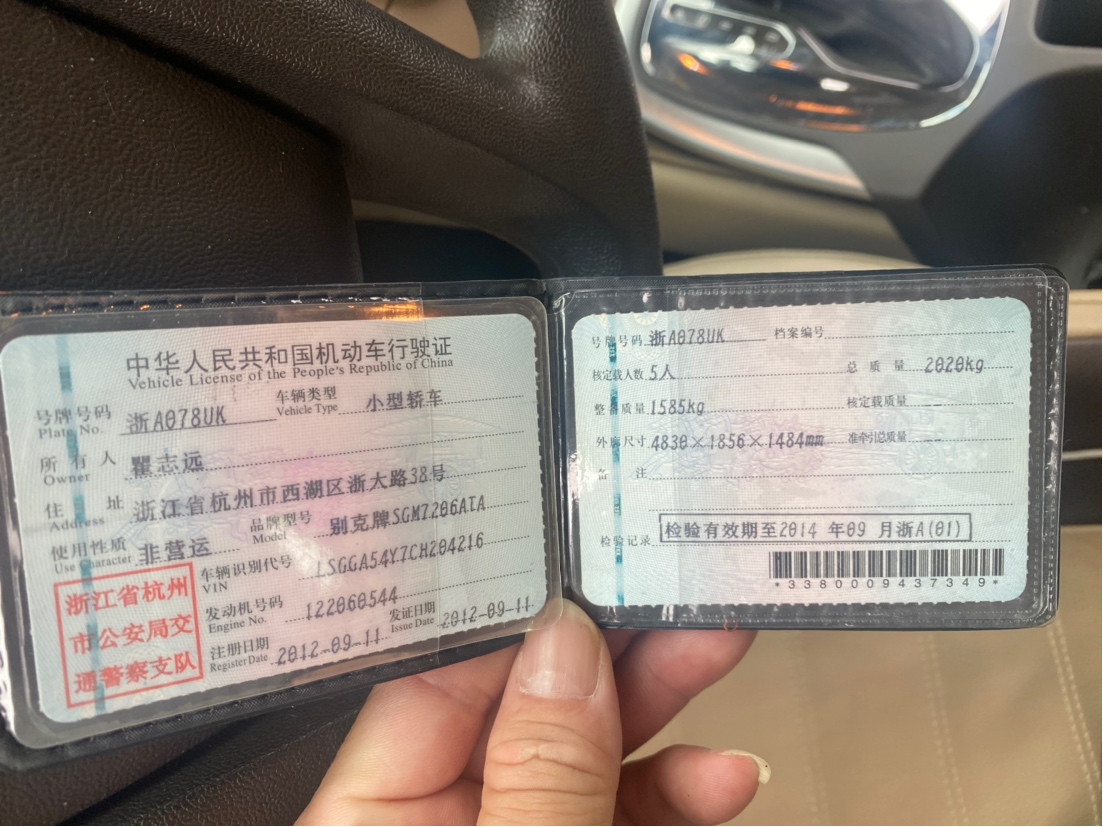 中华人民共和国机动车行驶证
Vehicle License of the People's Republic of China
号牌号码 浙A078UK 车辆类型 小型轿车
Plate No. Vehicle Type
所有人 瞿志远
Owner
住址 浙江省杭州市西湖区浙大路38号
Address
使用性质 非营运 品牌型号 别克牌SGM7206ATA
Use Character Model
浙江省杭州
市公安局交
通警察支队
车辆识别代号 LSGGA54Y7CH204216
VIN
发动机号码 122060544
Engine No.
注册日期 2012-09-11 发证日期 2012-09-11
Register Date Issue Date
号牌号码 浙A078UK 档案编号
核定载人数 5人 总质量 2020kg
整备质量 1585kg 核定载质量 --
外廓尺寸 4830×1856×1484mm 准牵引总质量 --
备注
检验记录 检验有效期至2014年09月浙A(01)
*3380009437349*